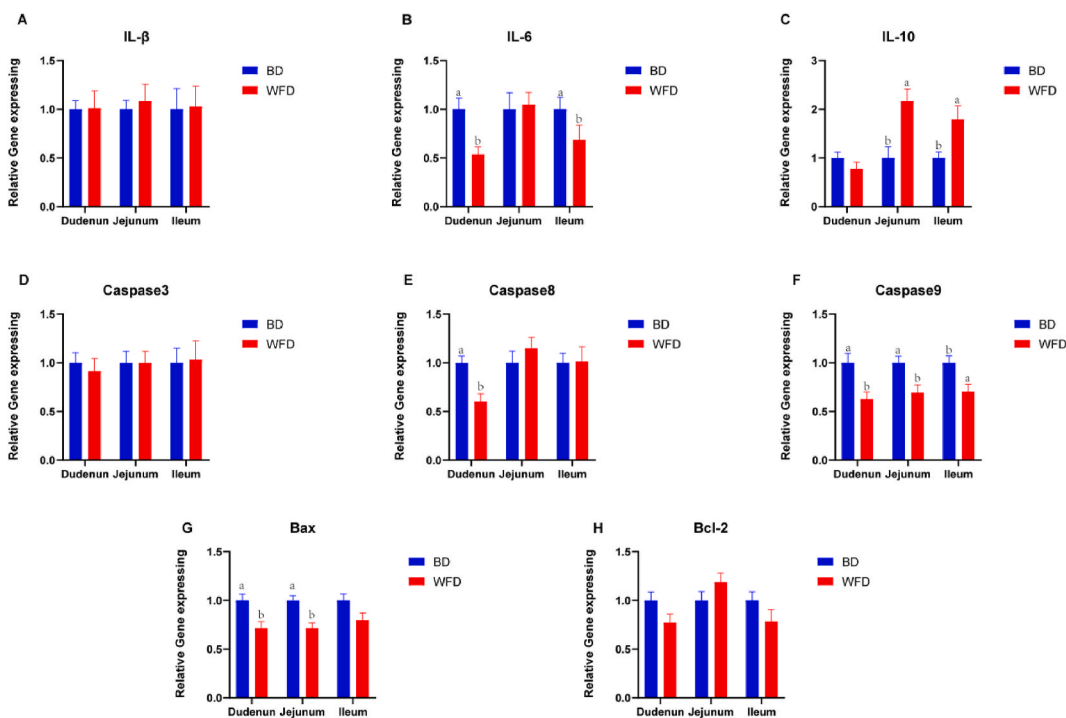 A
IL-β
Relative Gene expressing
1.5
1.0
0.5
0.0
Dudenun Jejunum Ileum
BD
WFD
B
IL-6
Relative Gene expressing
1.5
1.0
0.5
0.0
a
b
a
b
Dudenun Jejunum Ileum
BD
WFD
C
IL-10
Relative Gene expressing
3
2
1
0
b
a
b
a
Dudenun Jejunum Ileum
BD
WFD
D
Caspase3
Relative Gene expressing
1.5
1.0
0.5
0.0
Dudenun Jejunum Ileum
BD
WFD
E
Caspase8
Relative Gene expressing
1.5
1.0
0.5
0.0
a
b
Dudenun Jejunum Ileum
BD
WFD
F
Caspase9
Relative Gene expressing
1.5
1.0
0.5
0.0
a
b
a
b
b
a
Dudenun Jejunum Ileum
BD
WFD
G
Bax
Relative Gene expressing
1.5
1.0
0.5
0.0
a
b
a
b
Dudenun Jejunum Ileum
BD
WFD
H
Bcl-2
Relative Gene expressing
1.5
1.0
0.5
0.0
Dudenun Jejunum Ileum
BD
WFD